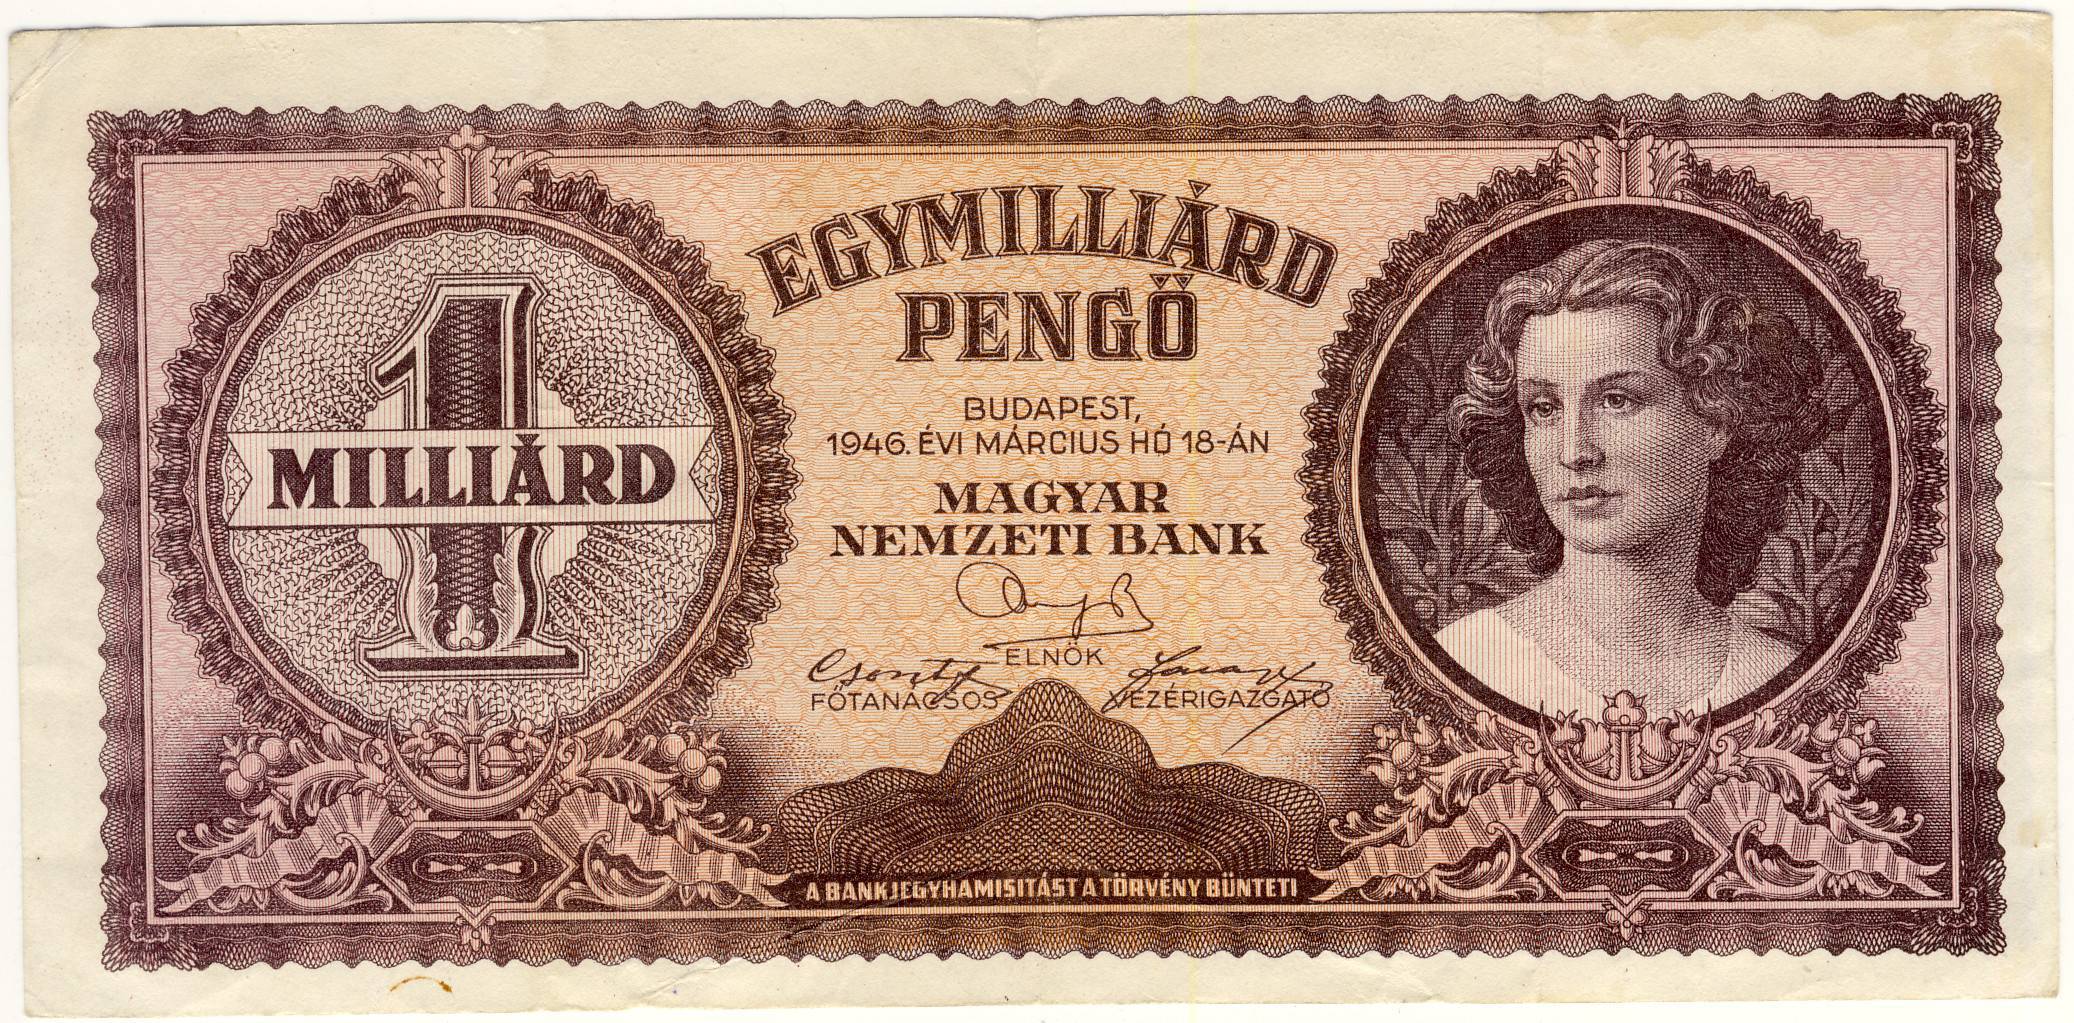 EGYMILLIÁRD
PENGŐ
1
MILLIÁRD
BUDAPEST,
1946. ÉVI MÁRCIUS HÓ 18-ÁN
MAGYAR
NEMZETI BANK
ELNÖK
FŐTANÁCSOS
VEZÉRIGAZGATÓ
A BANKJEGYHAMISITÁST A TÖRVÉNY BÜNTETI